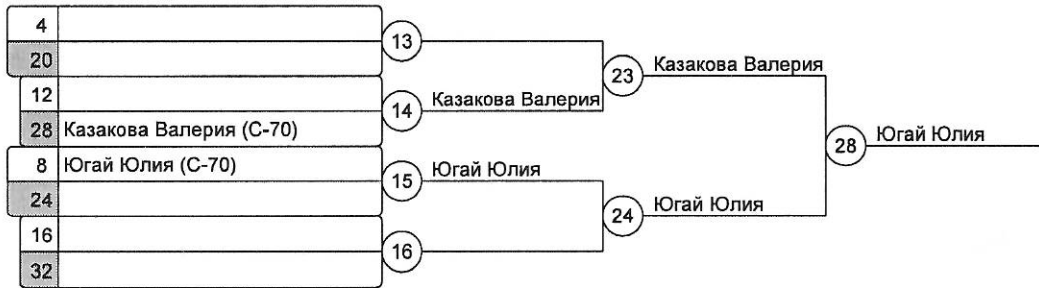 4
13
20
23 Казакова Валерия
12
14 Казакова Валерия
28 Казакова Валерия (С-70)
28 Югай Юлия
8 Югай Юлия (С-70)
15 Югай Юлия
24
24 Югай Юлия
16
16
32